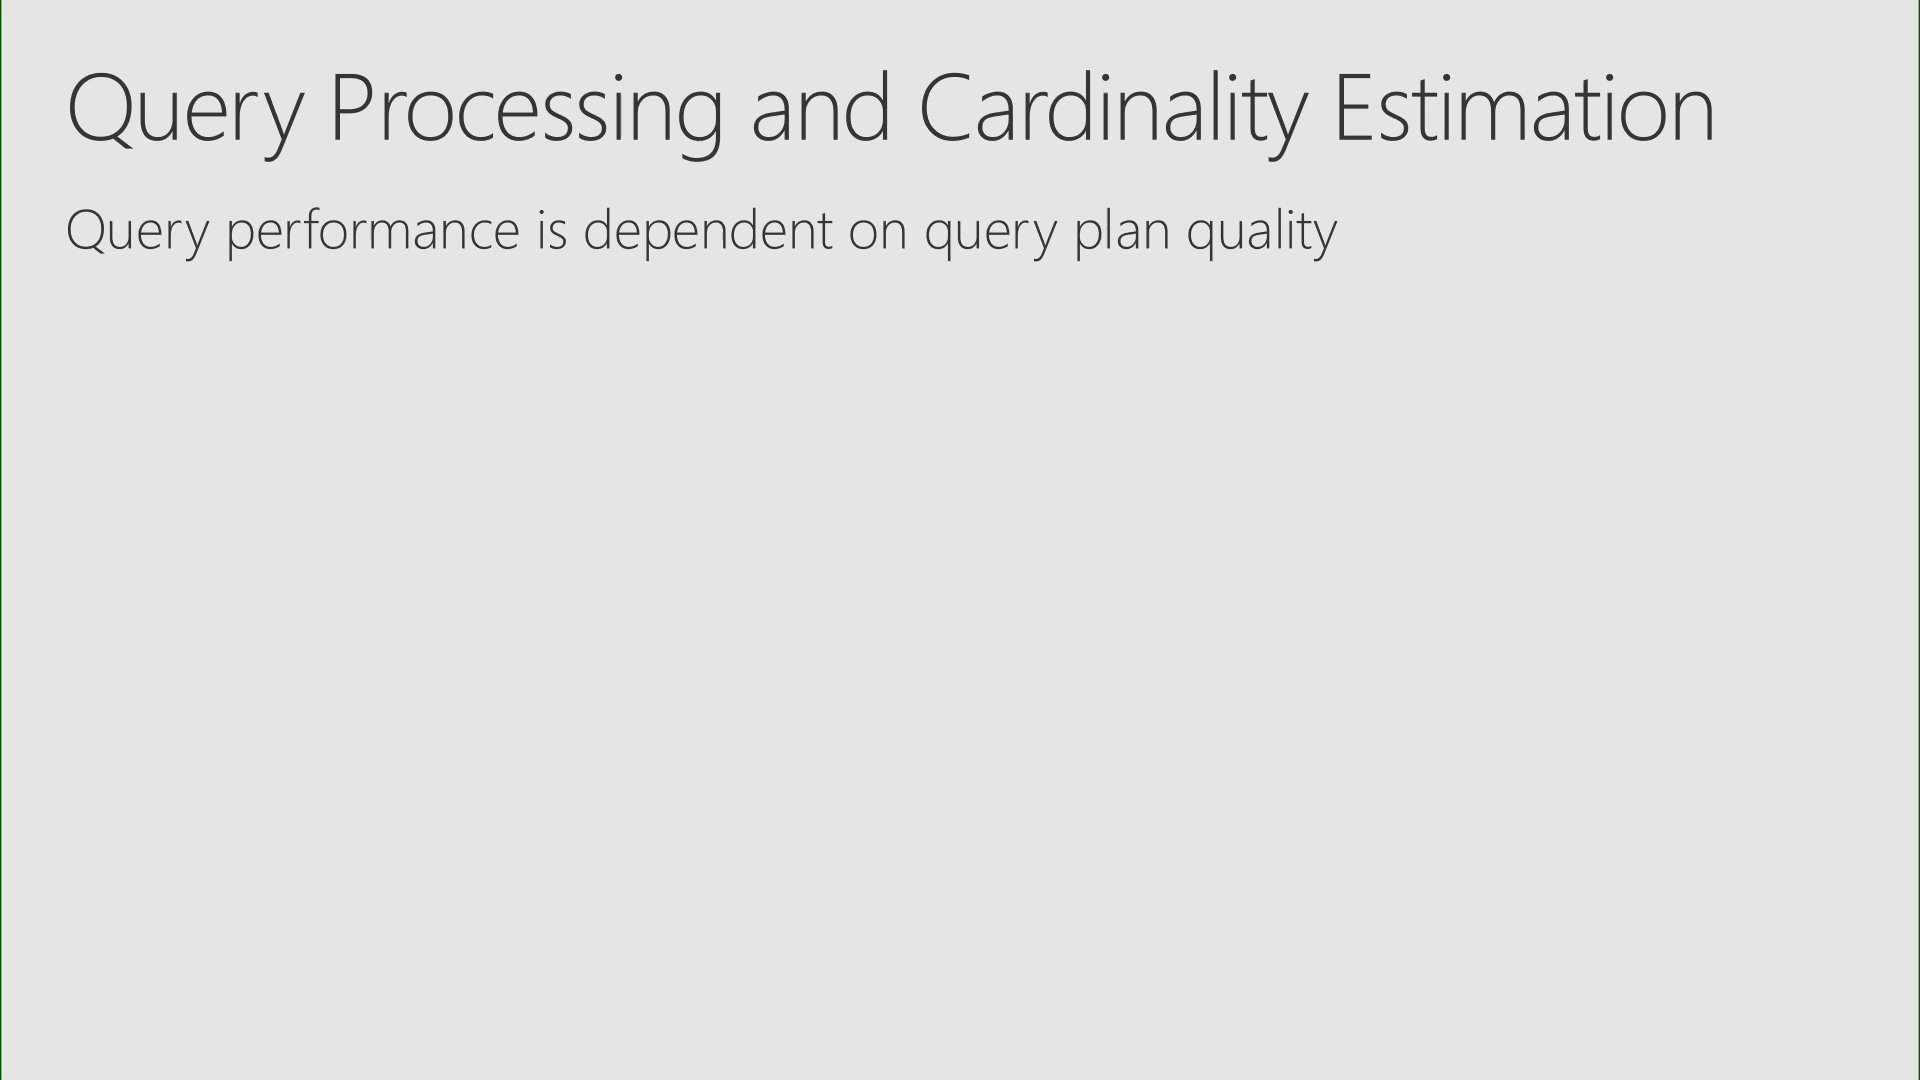 Query Processing and Cardinality Estimation
Query performance is dependent on query plan quality